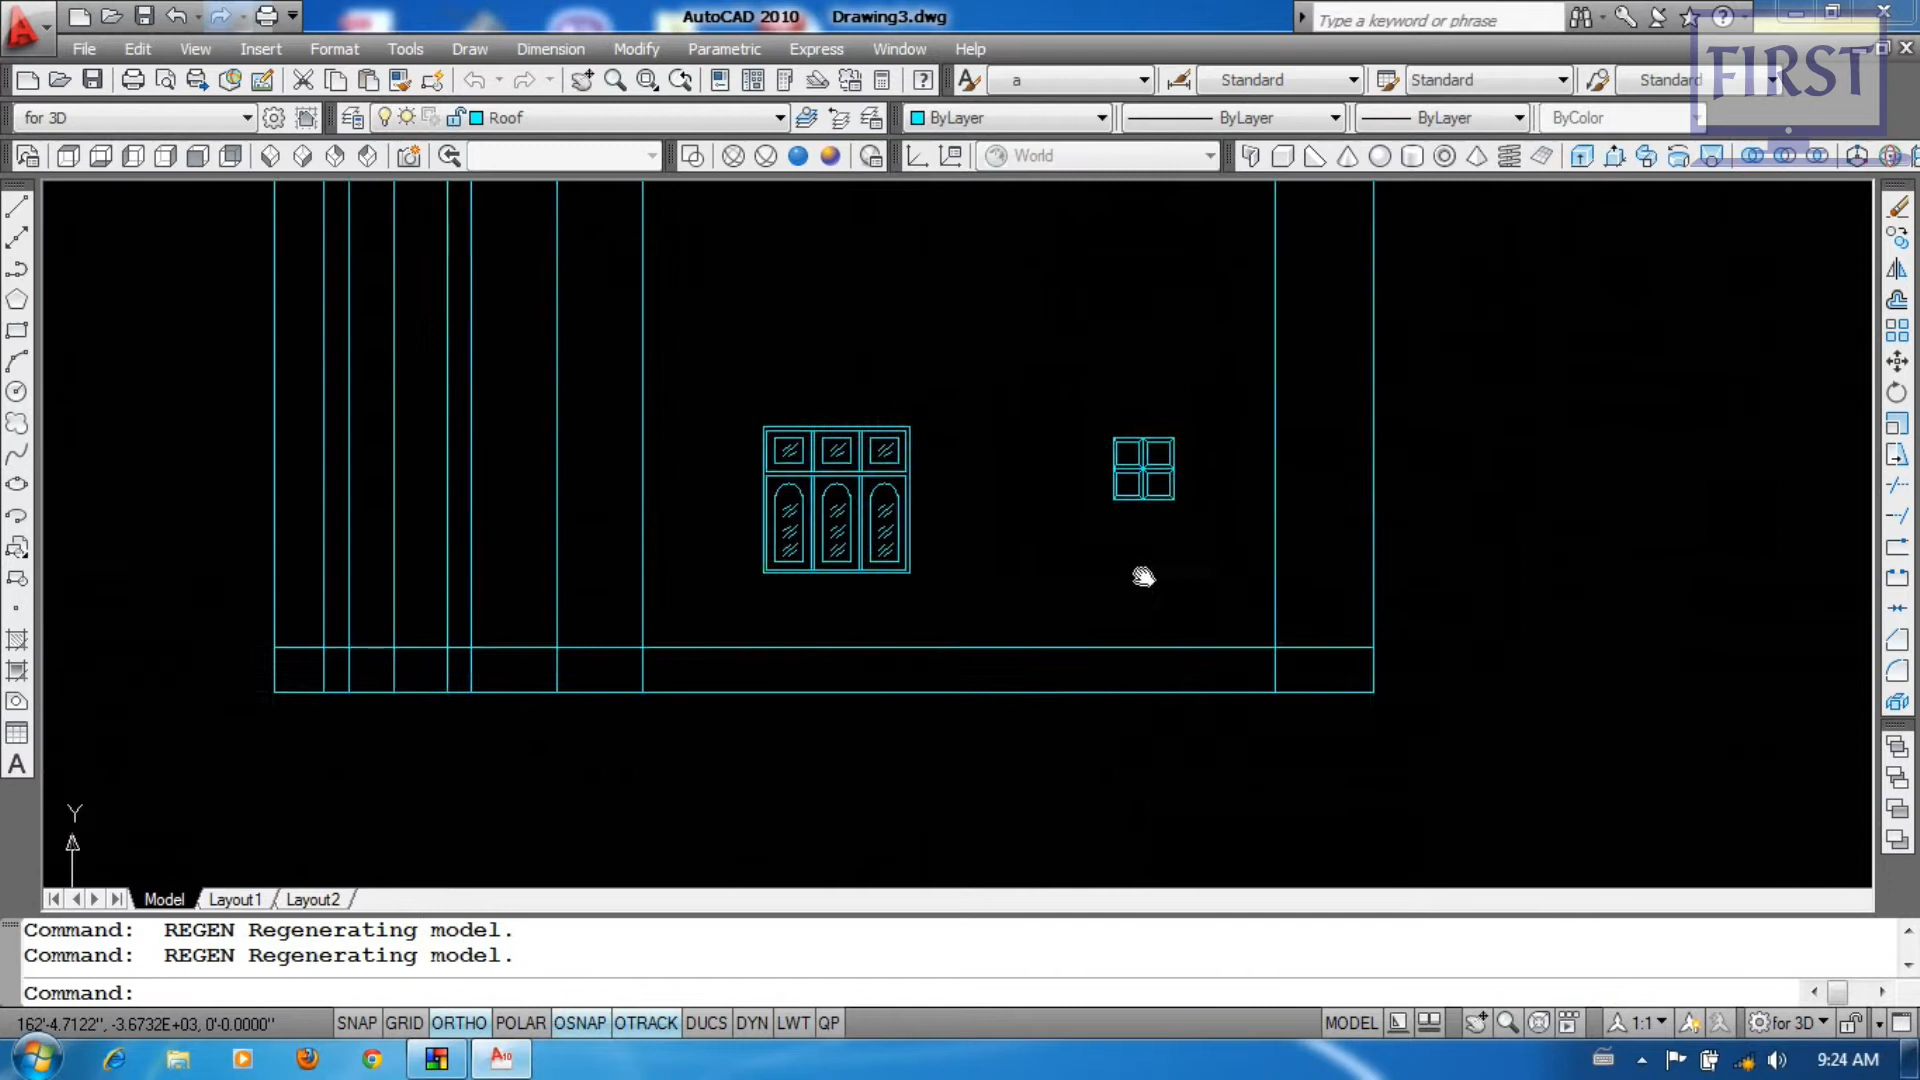 AutoCAD 2010 Drawing3.dwg
Type a keyword or phrase
FIRST
File Edit View Insert Format Tools Draw Dimension Modify Parametric Express Window Help
a Standard Standard Standard
for 3D Roof ByLayer ByLayer ByLayer ByColor
World
Y
Model Layout1 Layout2
Command: REGEN Regenerating model.
Command: REGEN Regenerating model.
Command:
162'-4.7122", -3.6732E+03, 0'-0.0000" SNAP GRID ORTHO POLAR OSNAP OTRACK DUCS DYN LWT QP MODEL 1:1 for 3D
A10 9:24 AM